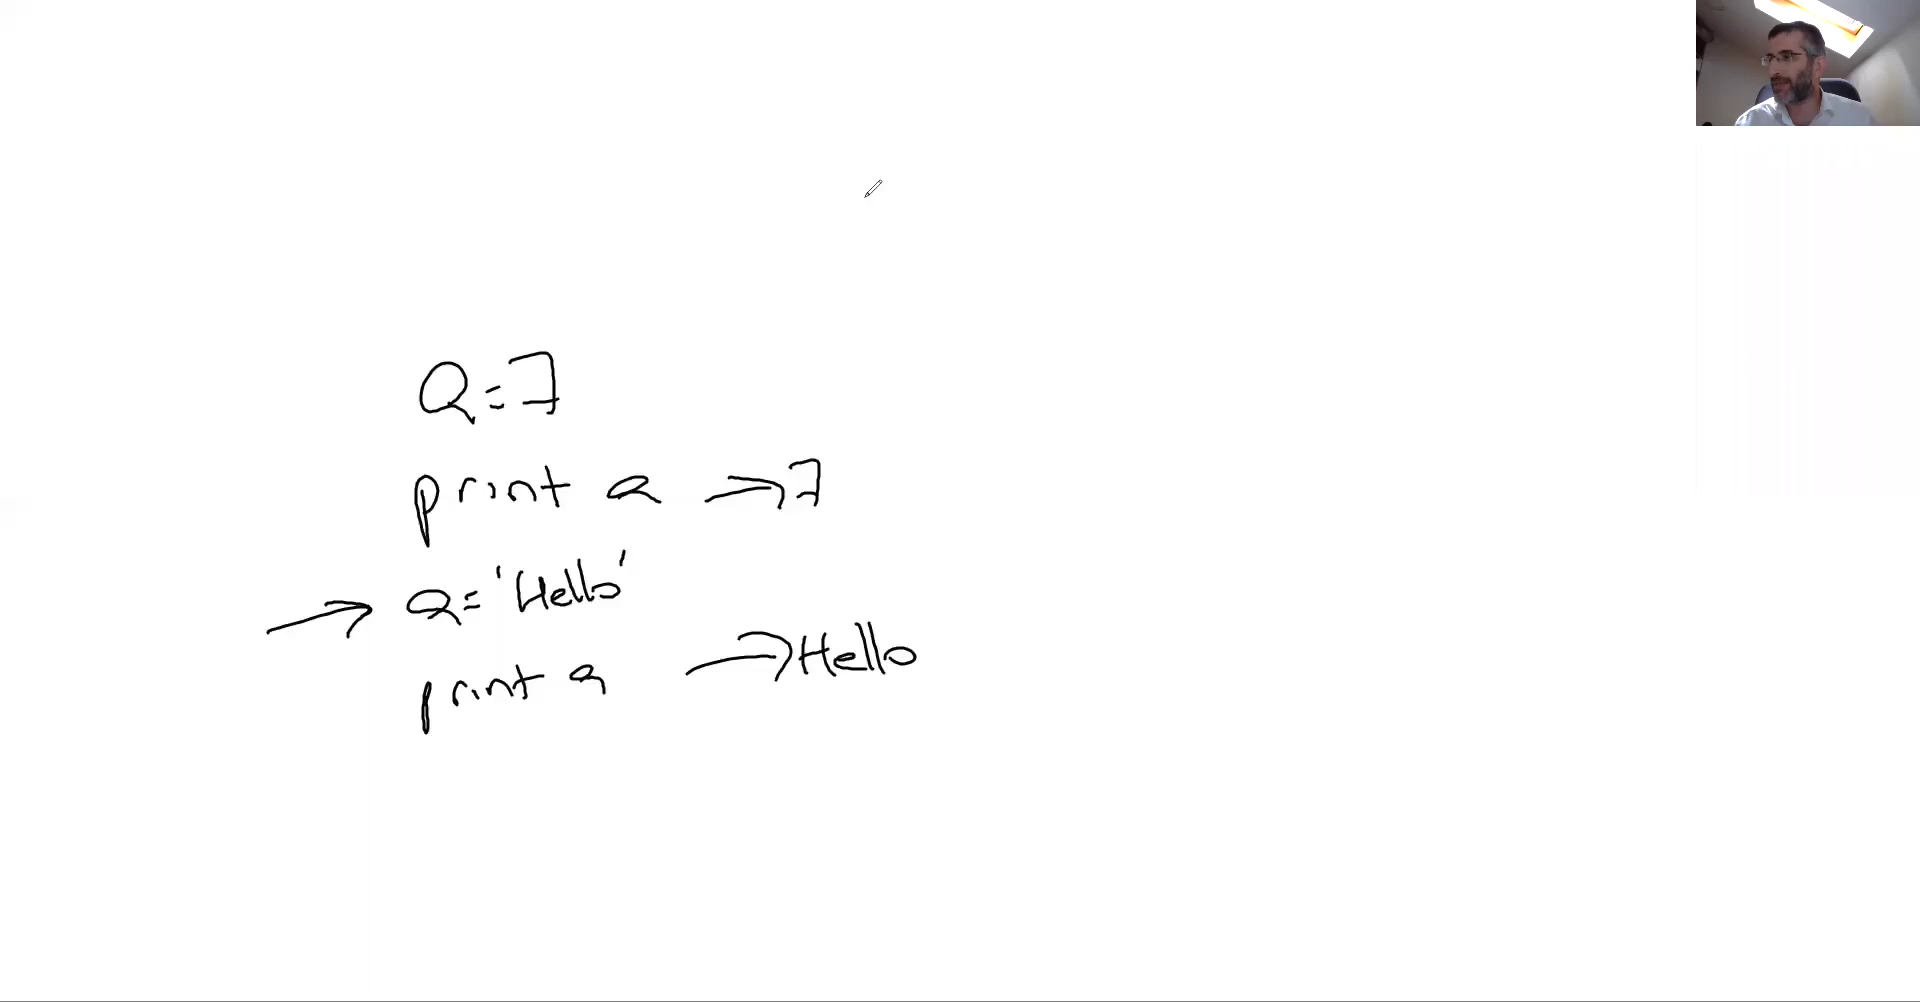 a=7
print a →7
→ a='Hello'
print a →Hello